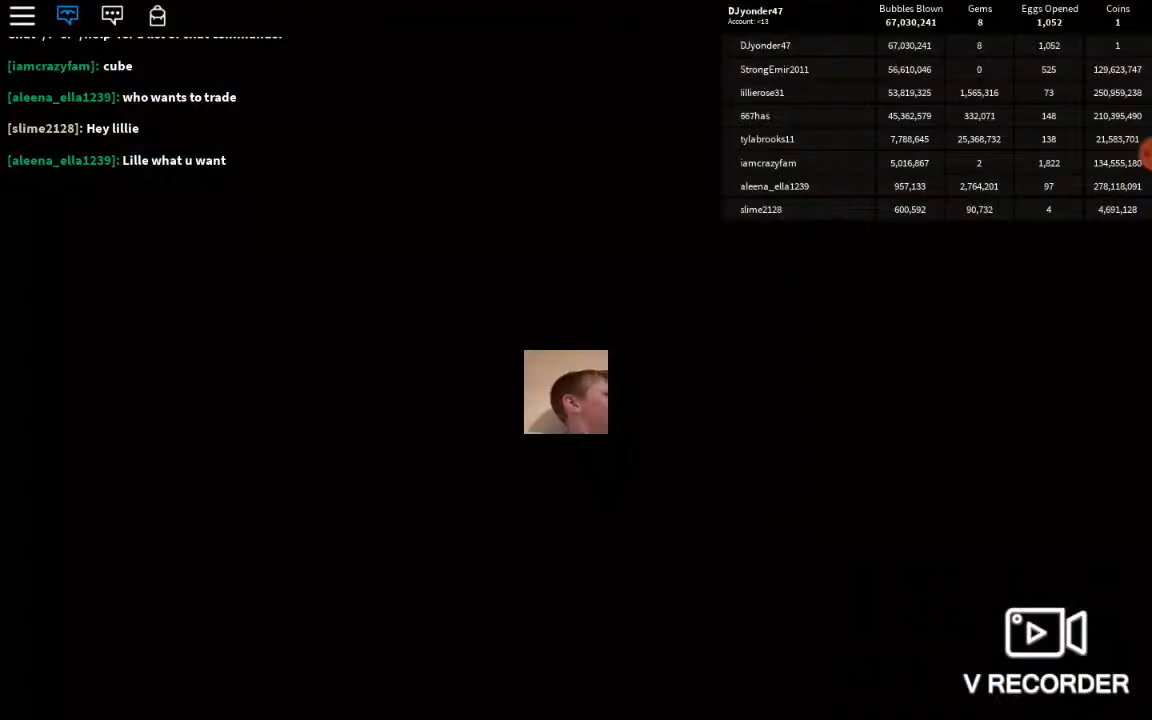 [iamcrazyfam]: cube
[aleena_ella1239]: who wants to trade
[slime2128]: Hey lillie
[aleena_ella1239]: Lille what u want
DJyonder47 Bubbles Blown Gems Eggs Opened Coins
Account: <13 67,030,241 8 1,052 1
DJyonder47 67,030,241 8 1,052 1
StrongEmir2011 56,610,046 0 525 129,623,747
lillierose31 53,819,325 1,565,316 73 250,959,238
667has 45,362,579 332,071 148 210,395,490
tylabrooks11 7,788,645 25,368,732 138 21,583,701
iamcrazyfam 5,016,867 2 1,822 134,555,180
aleena_ella1239 957,133 2,764,201 97 278,118,091
slime2128 600,592 90,732 4 4,691,128
V RECORDER